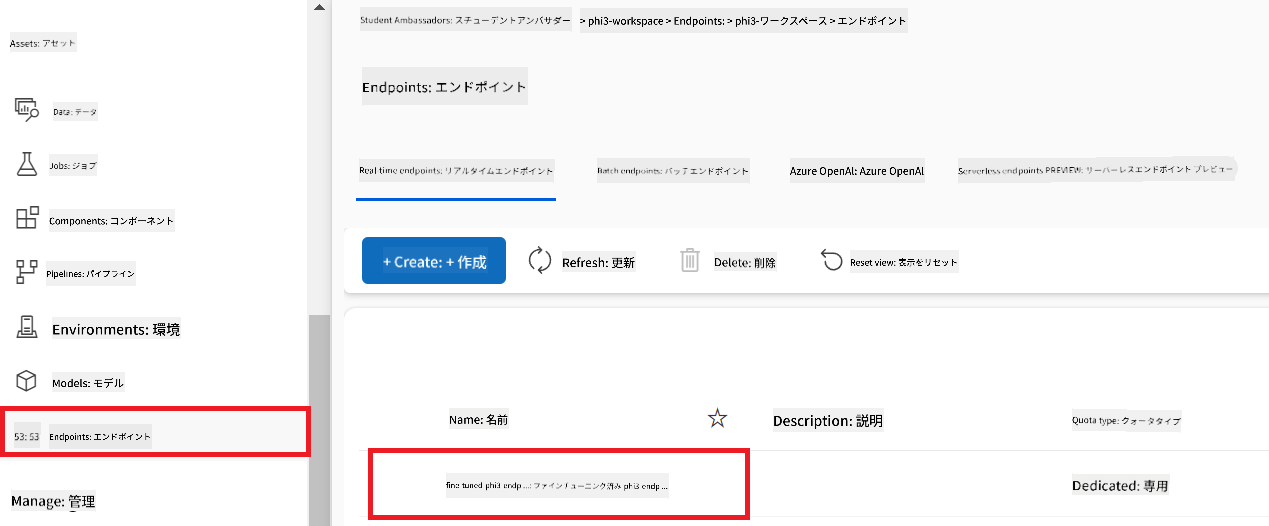 Assets: アセット
Data: データ
Jobs: ジョブ
Components: コンポーネント
Pipelines: パイプライン
Environments: 環境
Models: モデル
53: 53 Endpoints: エンドポイント
Manage: 管理
Student Ambassadors: スチューデントアンバサダー > phi3-workspace > Endpoints: > phi3-ワークスペース > エンドポイント
Endpoints: エンドポイント
Real-time endpoints: リアルタイムエンドポイント Batch endpoints: バッチエンドポイント Azure OpenAI: Azure OpenAI Serverless endpoints PREVIEW: サーバーレスエンドポイント プレビュー
+ Create: + 作成 Refresh: 更新 Delete: 削除 Reset view: 表示をリセット
Name: 名前 Description: 説明 Quota type: クォータタイプ
fine tuned phi3 endp ...: ファインチューニング済み phi3 endp ... Dedicated: 専用